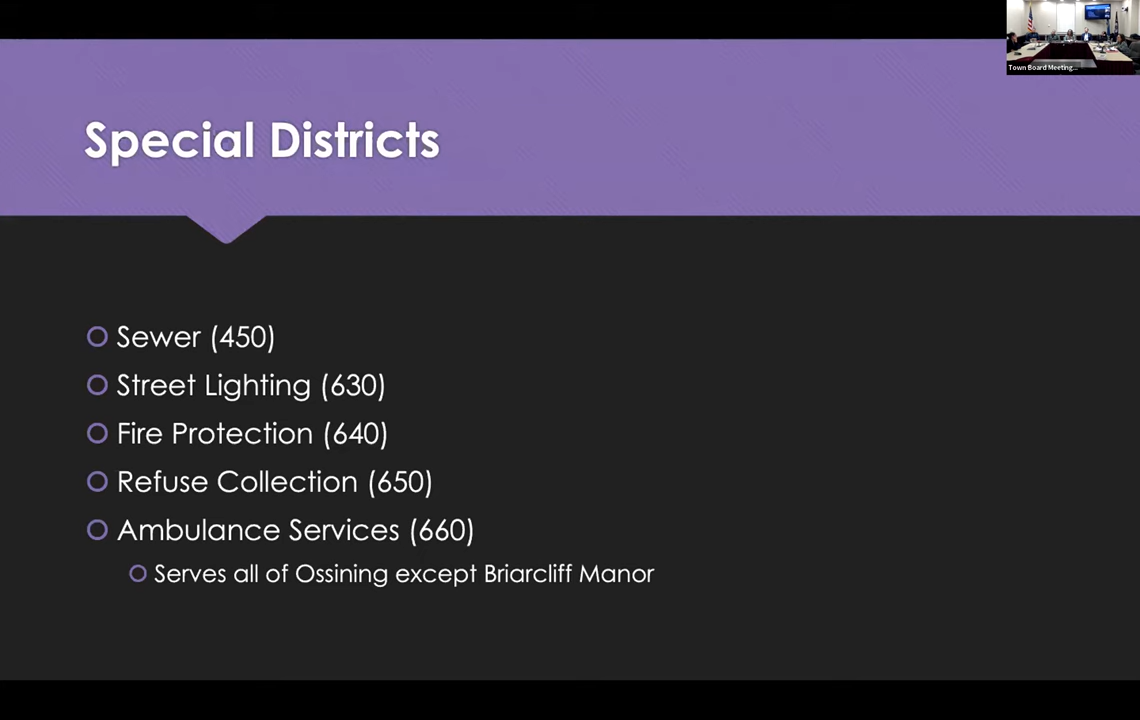 Town Board Meeting...
Special Districts
Sewer (450)
Street Lighting (630)
Fire Protection (640)
Refuse Collection (650)
Ambulance Services (660)
Serves all of Ossining except Briarcliff Manor